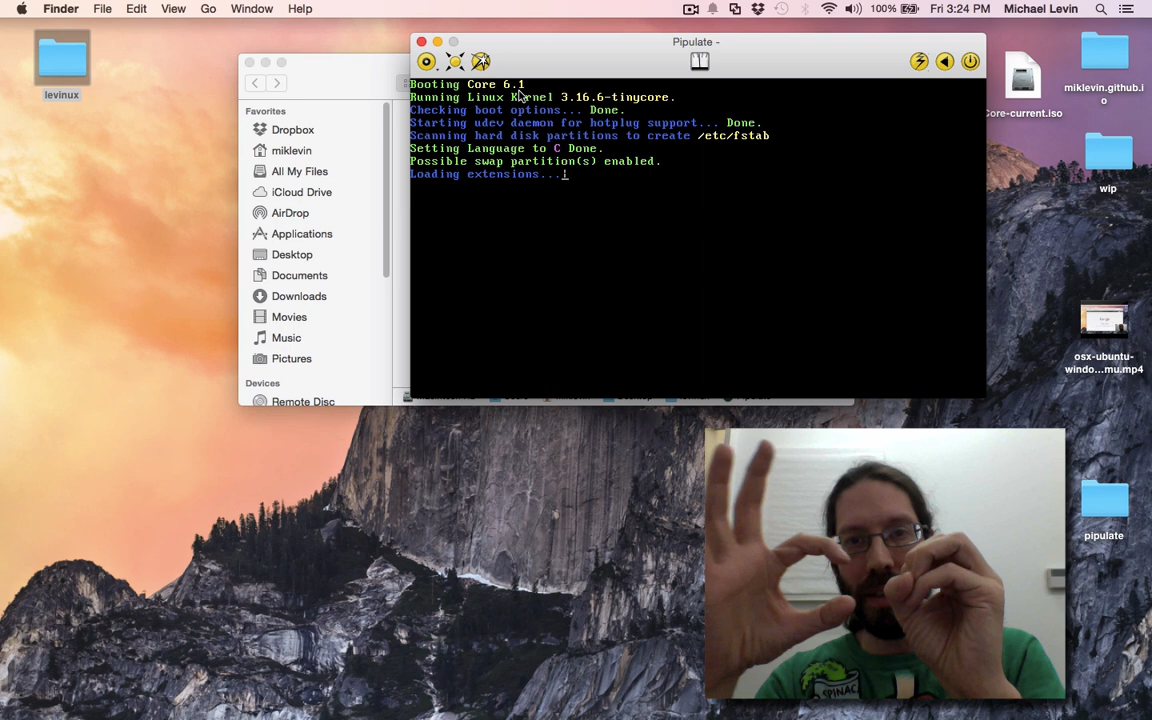 Finder File Edit View Go Window Help
100% Fri 3:24 PM Michael Levin
levinux
Favorites
Dropbox
miklevin
All My Files
iCloud Drive
AirDrop
Applications
Desktop
Documents
Downloads
Movies
Music
Pictures
Devices
Remote Disc
Pipulate -
Booting Core 6.1
Running Linux Kernel 3.16.6-tinycore.
Checking boot options... Done.
Starting udev daemon for hotplug support... Done.
Scanning hard disk partitions to create /etc/fstab
Setting Language to C Done.
Possible swap partition(s) enabled.
Loading extensions...
Core-current.iso
miklevin.github.i
o
wip
osx-ubuntu-
windo...mu.mp4
pipulate
SPINAC